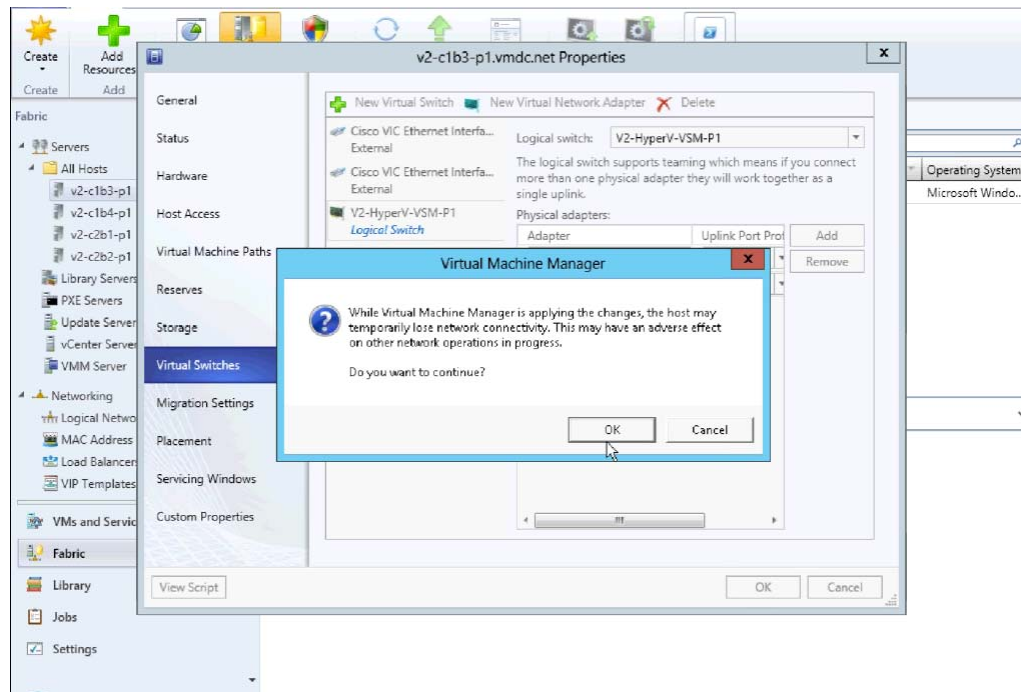 Create
Add
Resources
Create
Add
Fabric
Servers
All Hosts
v2-c1b3-p1
v2-c1b4-p1
v2-c2b1-p1
v2-c2b2-p1
Library Servers
PXE Servers
Update Server
vCenter Server
VMM Server
Networking
Logical Netwo
MAC Address
Load Balancer
VIP Templates
VMs and Servic
Fabric
Library
Jobs
Settings
v2-c1b3-p1.vmdc.net Properties
x
General
Status
Hardware
Host Access
Virtual Machine Paths
Reserves
Storage
Virtual Switches
Migration Settings
Placement
Servicing Windows
Custom Properties
New Virtual Switch New Virtual Network Adapter Delete
Cisco VIC Ethernet Interfa...
External
Cisco VIC Ethernet Interfa...
External
V2-HyperV-VSM-P1
Logical Switch
Logical switch: V2-HyperV-VSM-P1
The logical switch supports teaming which means if you connect
more than one physical adapter they will work together as a
single uplink.
Physical adapters:
Adapter Uplink Port Prof
Add
Remove
Virtual Machine Manager
x
While Virtual Machine Manager is applying the changes, the host may
temporarily lose network connectivity. This may have an adverse effect
on other network operations in progress.
Do you want to continue?
OK Cancel
View Script
OK Cancel
Operating System
Microsoft Windo...